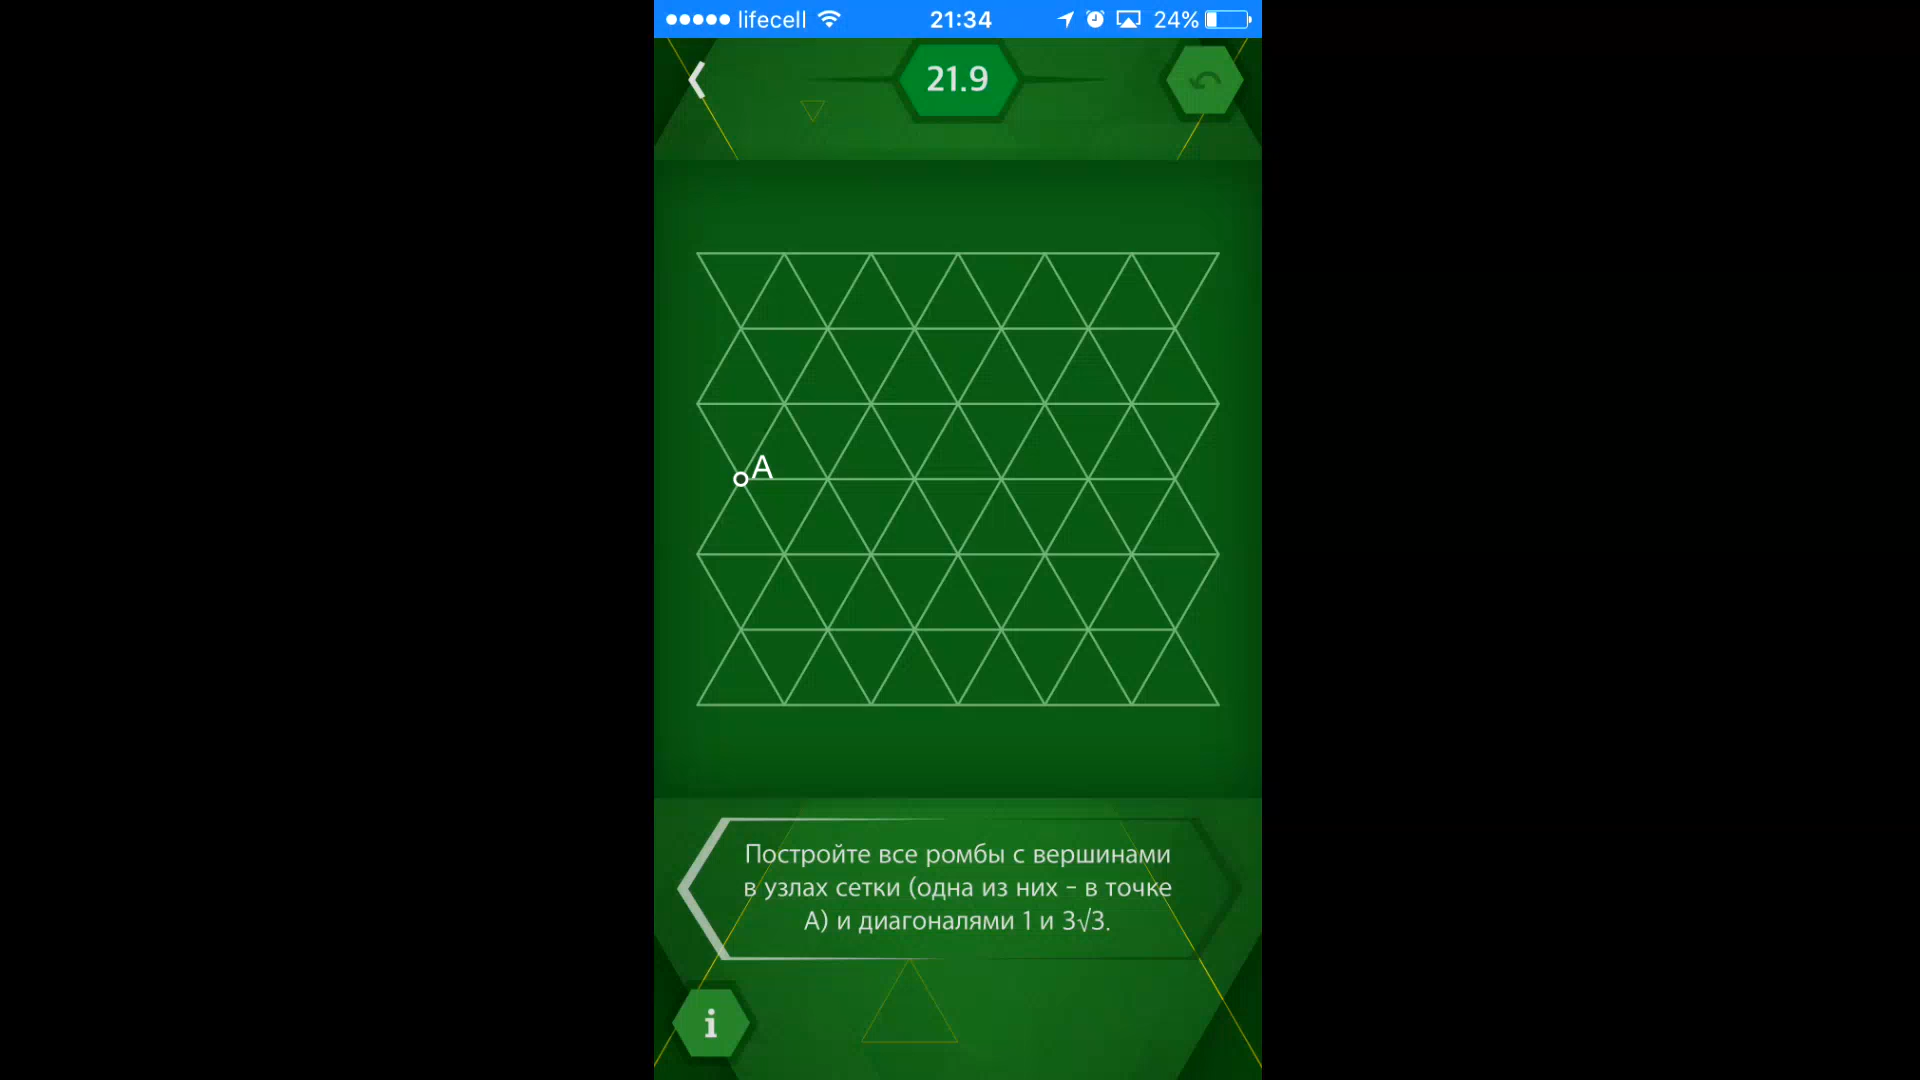 lifecell 21:34 24%
21.9
A
Постройте все ромбы с вершинами
в узлах сетки (одна из них – в точке
А) и диагоналями 1 и 3√3.
i